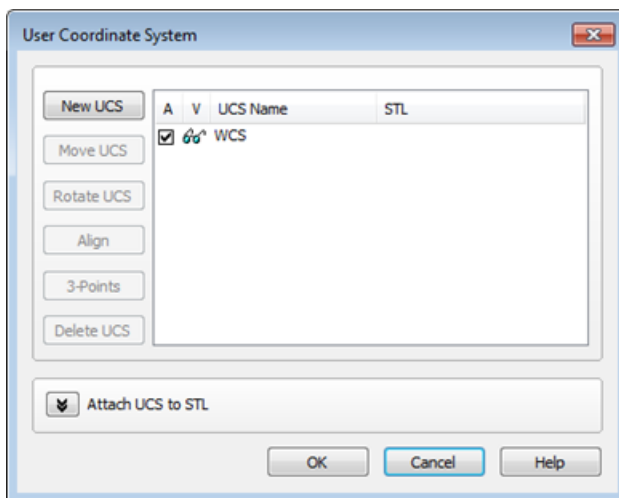 User Coordinate System
New UCS
A V UCS Name STL
WCS
Move UCS
Rotate UCS
Align
3-Points
Delete UCS
Attach UCS to STL
OK Cancel Help